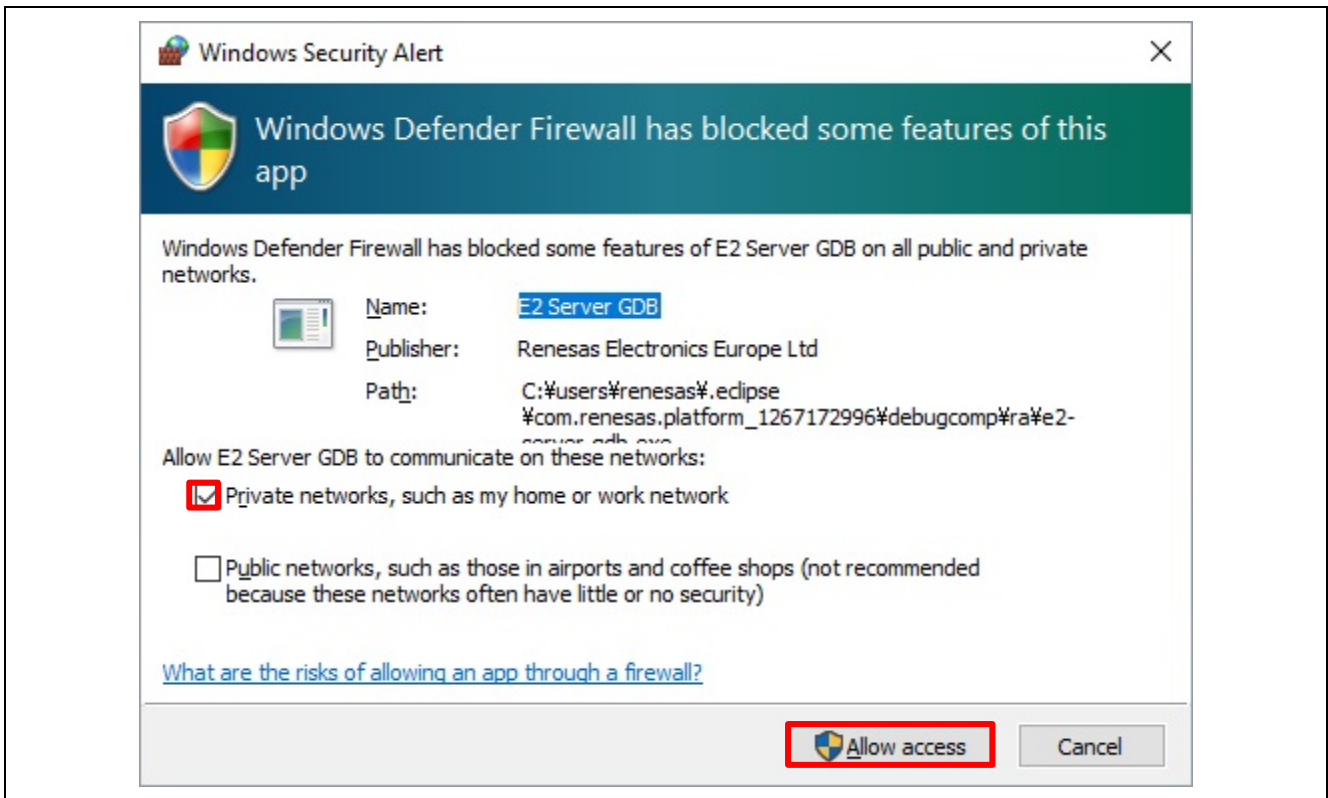 Windows Security Alert
Windows Defender Firewall has blocked some features of this
app
Windows Defender Firewall has blocked some features of E2 Server GDB on all public and private
networks.
Name: E2 Server GDB
Publisher: Renesas Electronics Europe Ltd
Path: C:¥users¥renesas¥.eclipse
¥com.renesas.platform_1267172996¥debugcomp¥ra¥e2-
server-gdb.exe
Allow E2 Server GDB to communicate on these networks:
Private networks, such as my home or work network
Public networks, such as those in airports and coffee shops (not recommended
because these networks often have little or no security)
What are the risks of allowing an app through a firewall?
Allow access Cancel